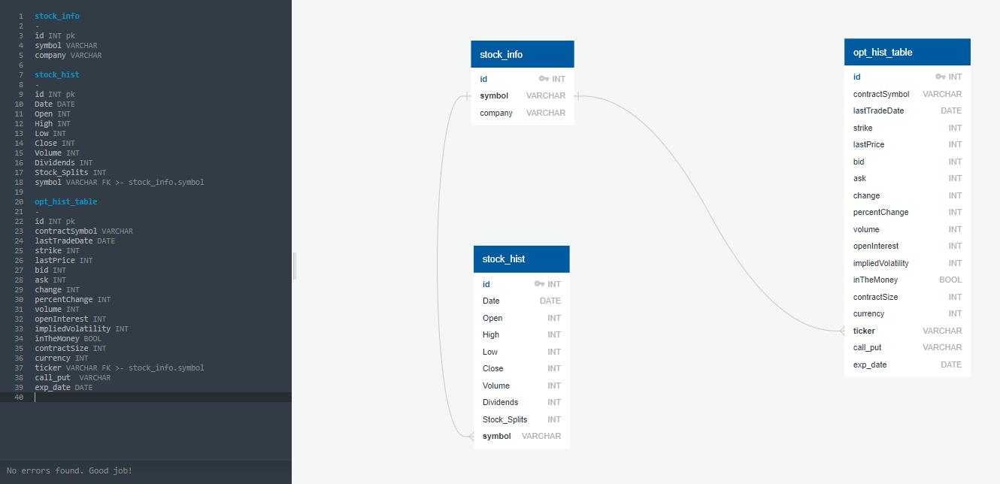 1 stock_info
2 -
3 id INT pk
4 symbol VARCHAR
5 company VARCHAR
6
7 stock_hist
8 -
9 id INT pk
10 Date DATE
11 Open INT
12 High INT
13 Low INT
14 Close INT
15 Volume INT
16 Dividends INT
17 Stock_Splits INT
18 symbol VARCHAR FK >- stock_info.symbol
19
20 opt_hist_table
21 -
22 id INT pk
23 contractSymbol VARCHAR
24 lastTradeDate DATE
25 strike INT
26 lastPrice INT
27 bid INT
28 ask INT
29 change INT
30 percentChange INT
31 volume INT
32 openInterest INT
33 impliedVolatility INT
34 inTheMoney BOOL
35 contractSize INT
36 currency INT
37 ticker VARCHAR FK >- stock_info.symbol
38 call_put  VARCHAR
39 exp_date DATE
40
No errors found. Good job!
stock_info
id INT
symbol VARCHAR
company VARCHAR
stock_hist
id INT
Date DATE
Open INT
High INT
Low INT
Close INT
Volume INT
Dividends INT
Stock_Splits INT
symbol VARCHAR
opt_hist_table
id INT
contractSymbol VARCHAR
lastTradeDate DATE
strike INT
lastPrice INT
bid INT
ask INT
change INT
percentChange INT
volume INT
openInterest INT
impliedVolatility INT
inTheMoney BOOL
contractSize INT
currency INT
ticker VARCHAR
call_put VARCHAR
exp_date DATE